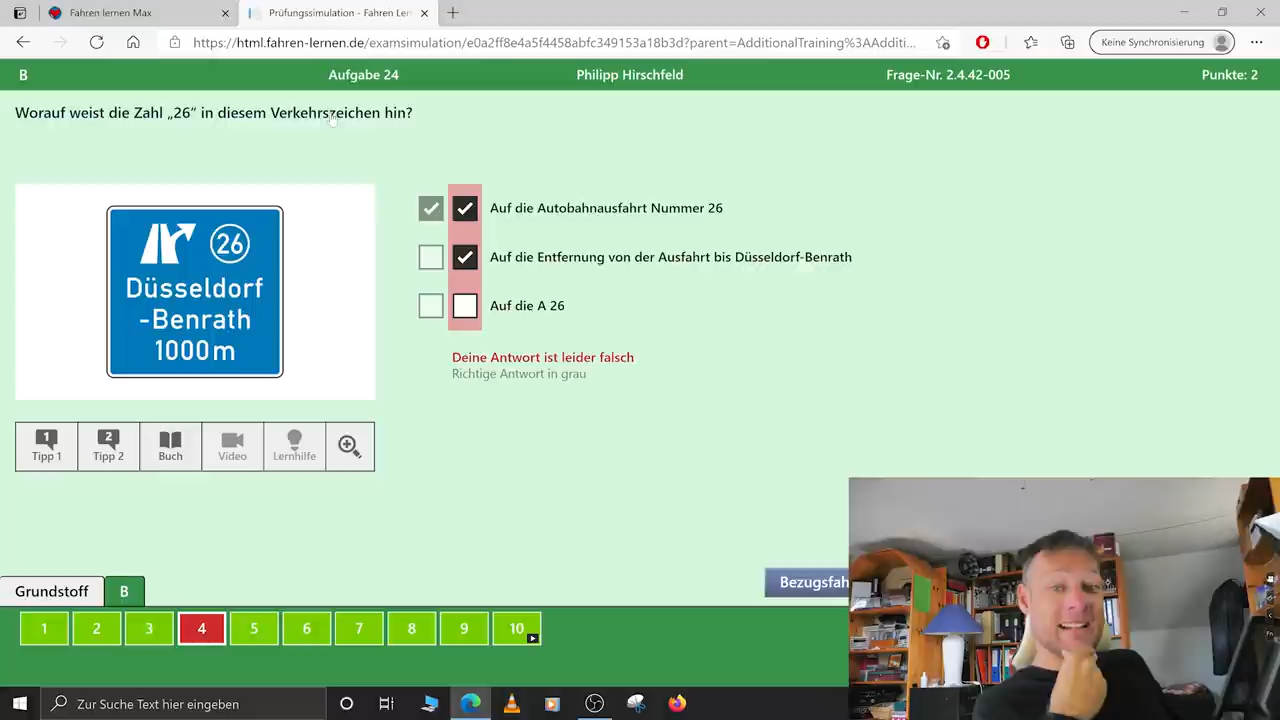 Fahren lernen Max
Prüfungssimulation - Fahren Ler
https://html.fahren-lernen.de/examsimulation/e0a2ff8e4a5f4458abfc349153a18b3d?parent=AdditionalTraining%3AAdditi...
Keine Synchronisierung
B
Aufgabe 24
Philipp Hirschfeld
Frage-Nr. 2.4.42-005
Punkte: 2
Worauf weist die Zahl „26“ in diesem Verkehrszeichen hin?
26
Düsseldorf
-Benrath
1000m
Auf die Autobahnausfahrt Nummer 26
Auf die Entfernung von der Ausfahrt bis Düsseldorf-Benrath
Auf die A 26
Deine Antwort ist leider falsch
Richtige Antwort in grau
1
Tipp 1
2
Tipp 2
Buch
Video
Lernhilfe
Bezugsfah
Grundstoff
B
1
2
3
4
5
6
7
8
9
10
Zur Suche Text hier eingeben